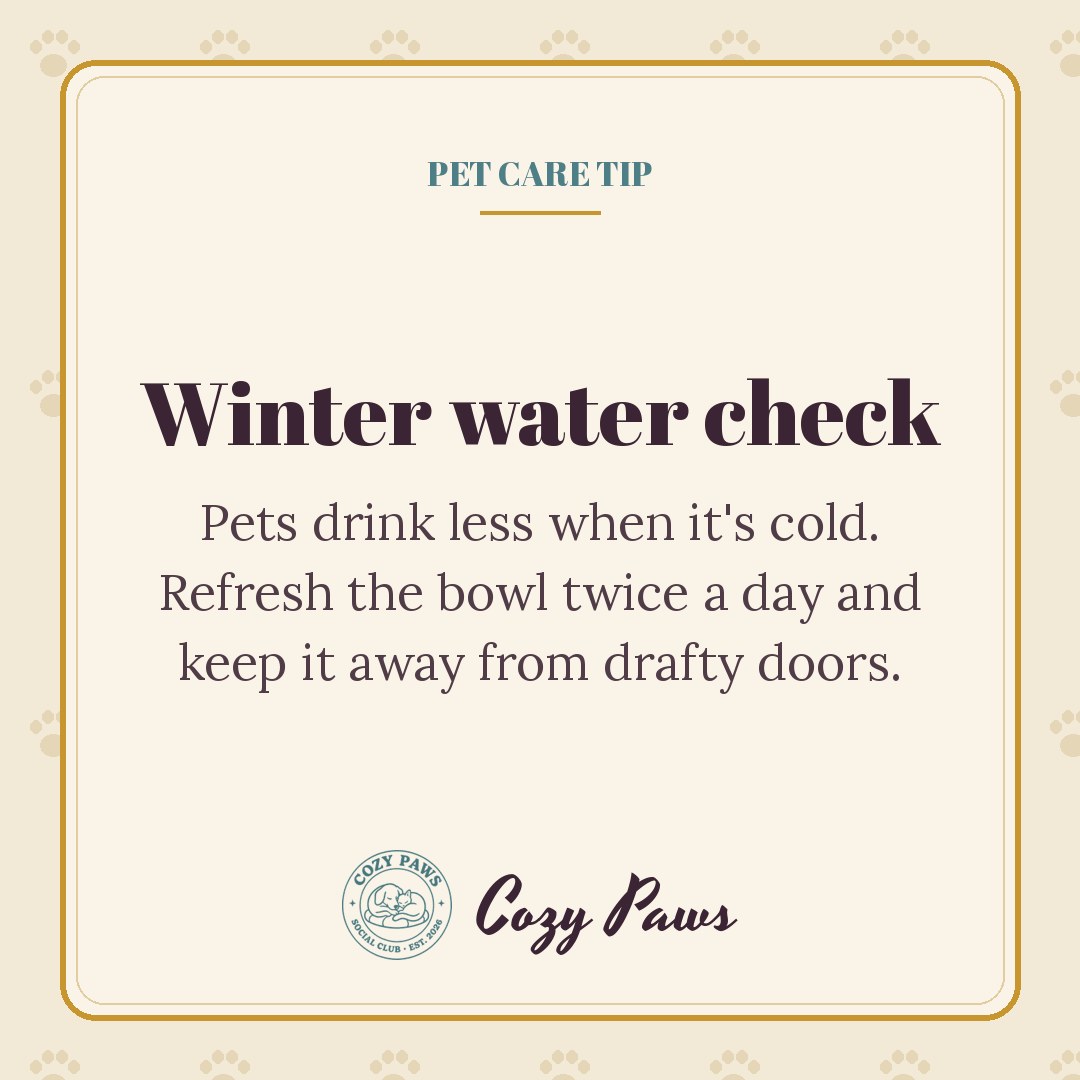 PET CARE TIP
Winter water check
Pets drink less when it's cold.
Refresh the bowl twice a day and
keep it away from drafty doors.
COZY PAWS
SOCIAL CLUB · EST. 2026
Cozy Paws